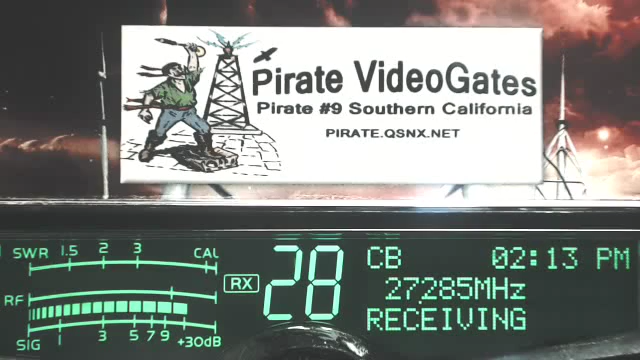 Pirate VideoGates
Pirate #9 Southern California
PIRATE.QSNX.NET
SWR 1.5 2 3 CAL
RF
SIG 1 3 5 7 9 +30dB
RX
28
CB 02:13 PM
27285MHz
RECEIVING